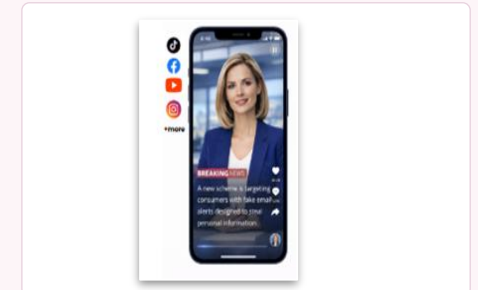 +more
BREAKING NEWS
A new scheme is targeting
consumers with fake email
alerts designed to steal
personal information.